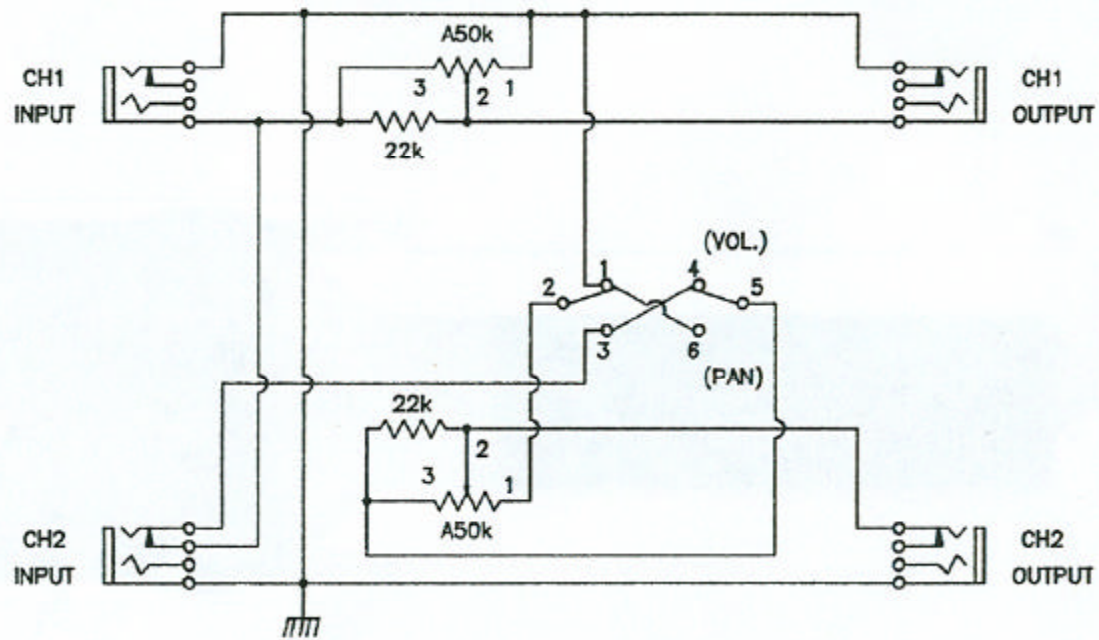 A50k
3 2 1
CH1
INPUT
22k
CH1
OUTPUT
(VOL.)
1 4
2 5
3 6
(PAN)
22k
2
3 1
A50k
CH2
INPUT
CH2
OUTPUT